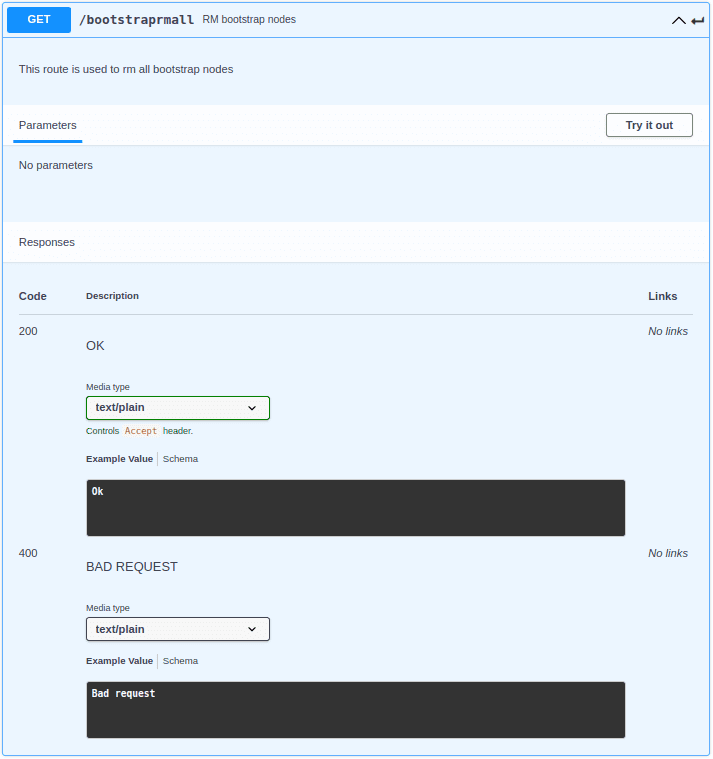 GET /bootstraprmall RM bootstrap nodes
This route is used to rm all bootstrap nodes
Parameters Try it out
No parameters
Responses
Code Description Links
200 No links
OK
Media type
text/plain
Controls Accept header.
Example Value Schema
Ok
400 No links
BAD REQUEST
Media type
text/plain
Example Value Schema
Bad request